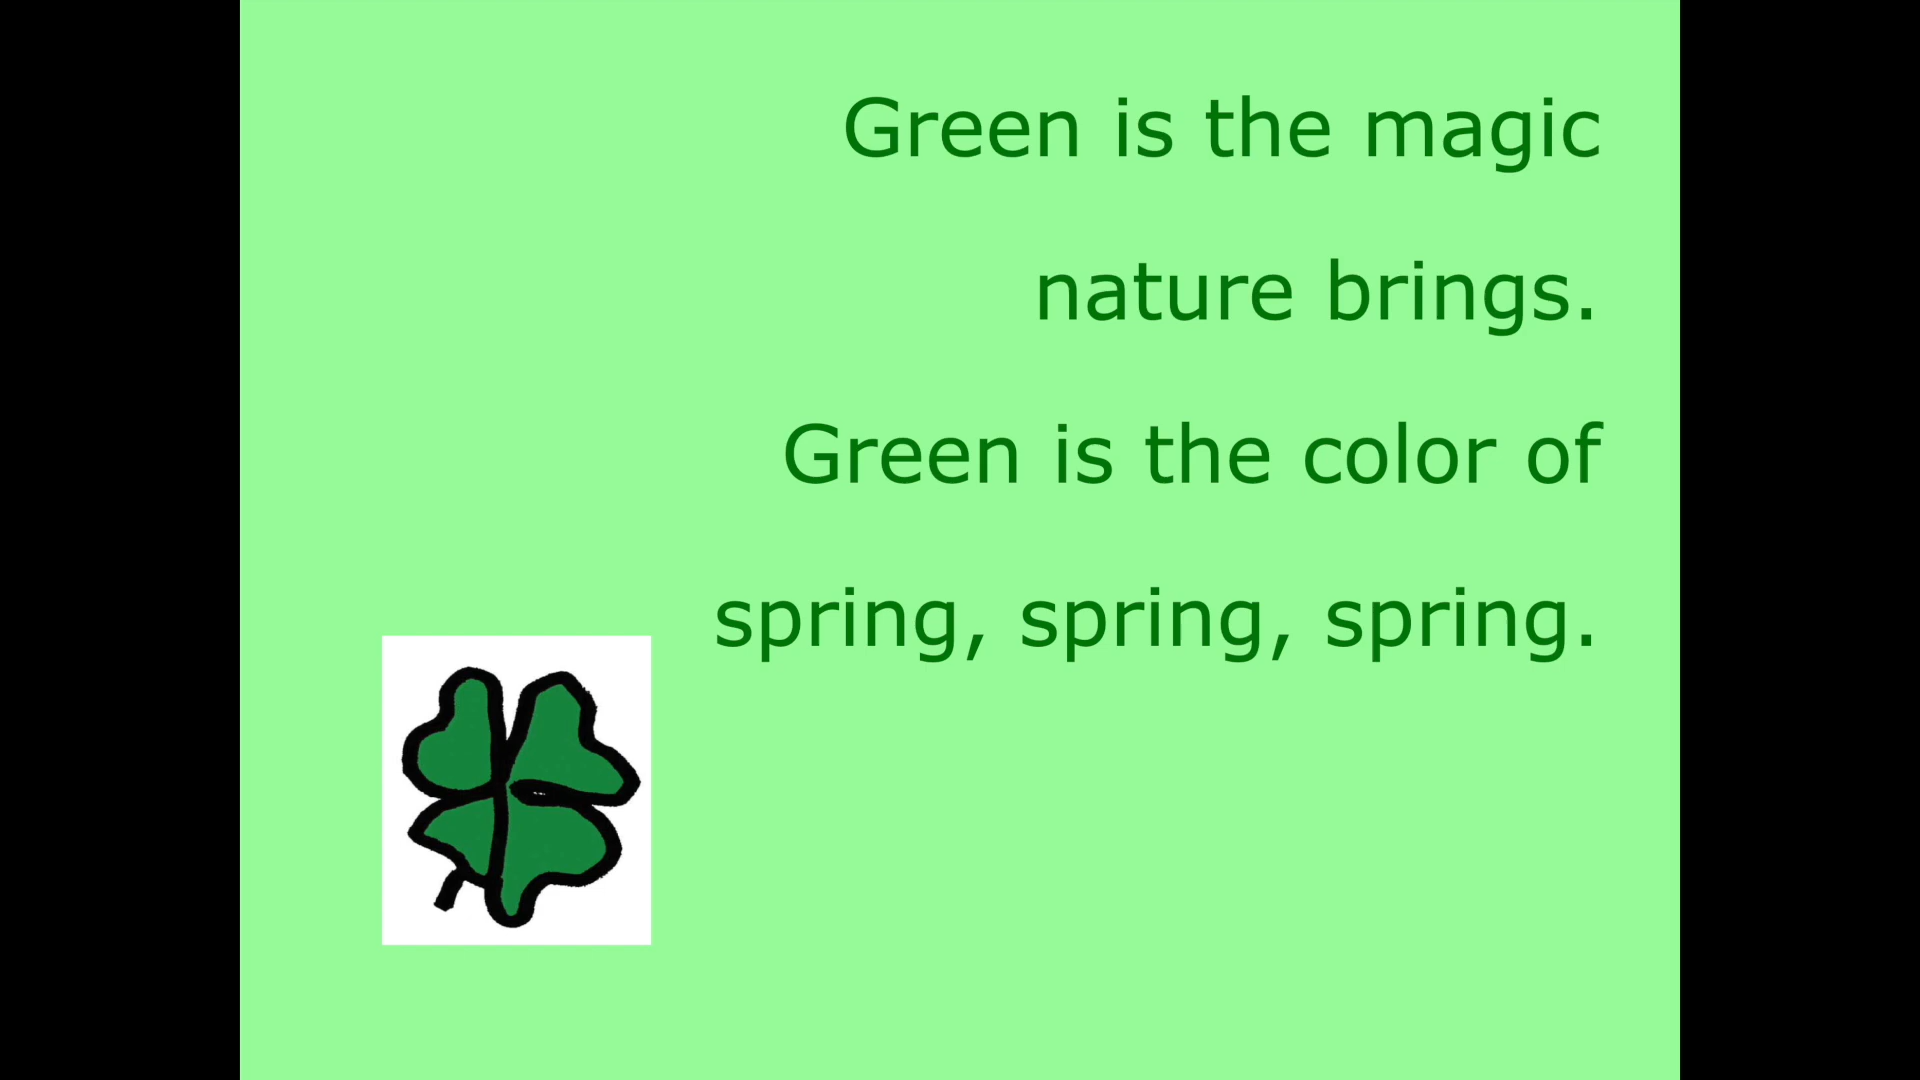 Green is the magic
nature brings.
Green is the color of
spring, spring, spring.